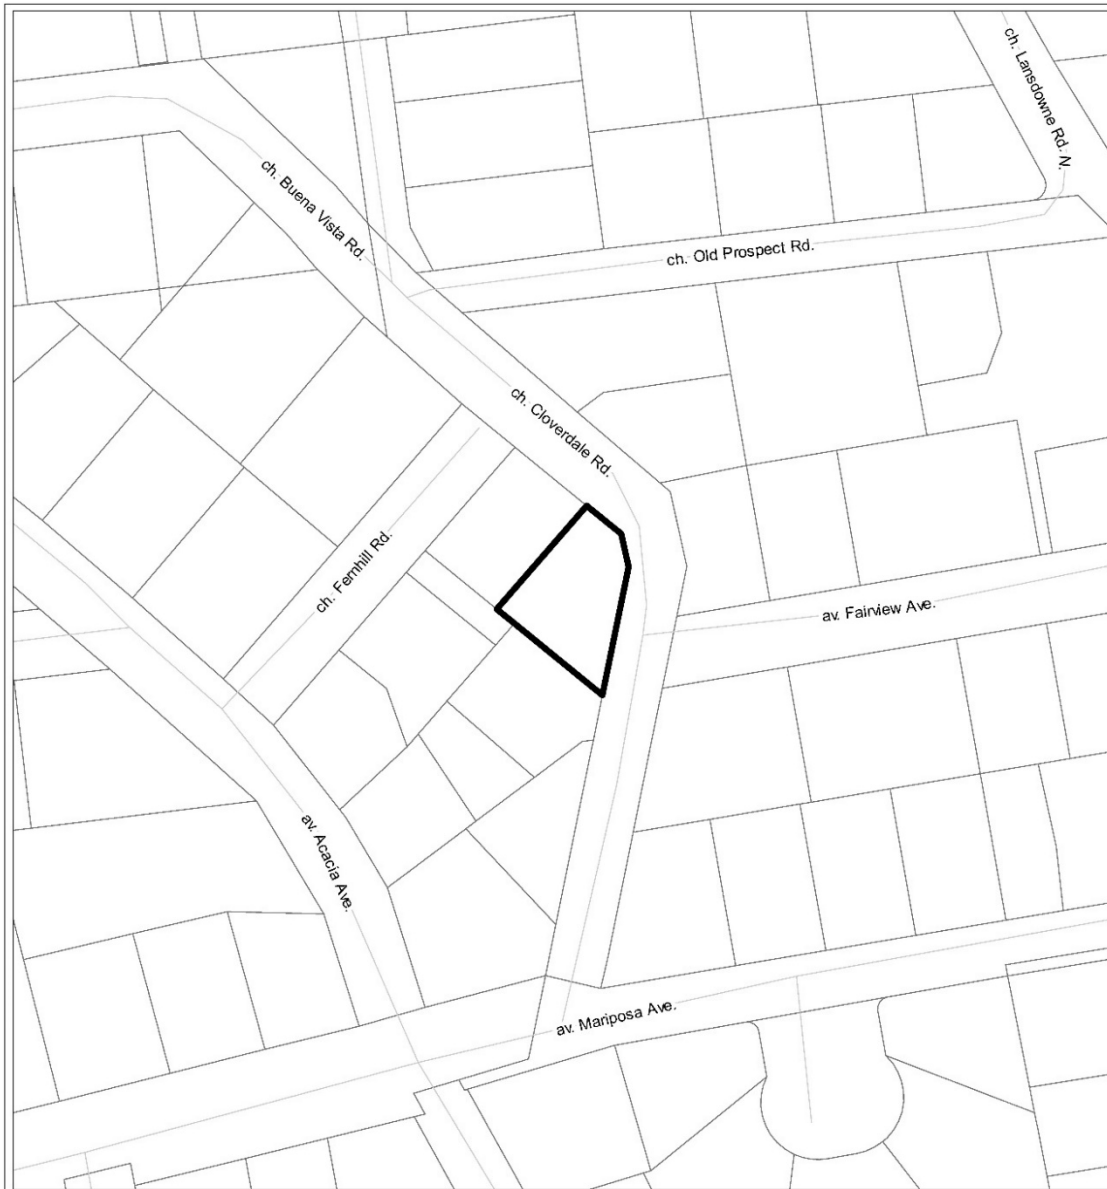 ch. Lansdowne Rd. N.
ch. Buena Vista Rd.
ch. Old Prospect Rd.
ch. Cloverdale Rd.
ch. Fernhill Rd.
av. Fairview Ave.
av. Acacia Ave.
av. Mariposa Ave.